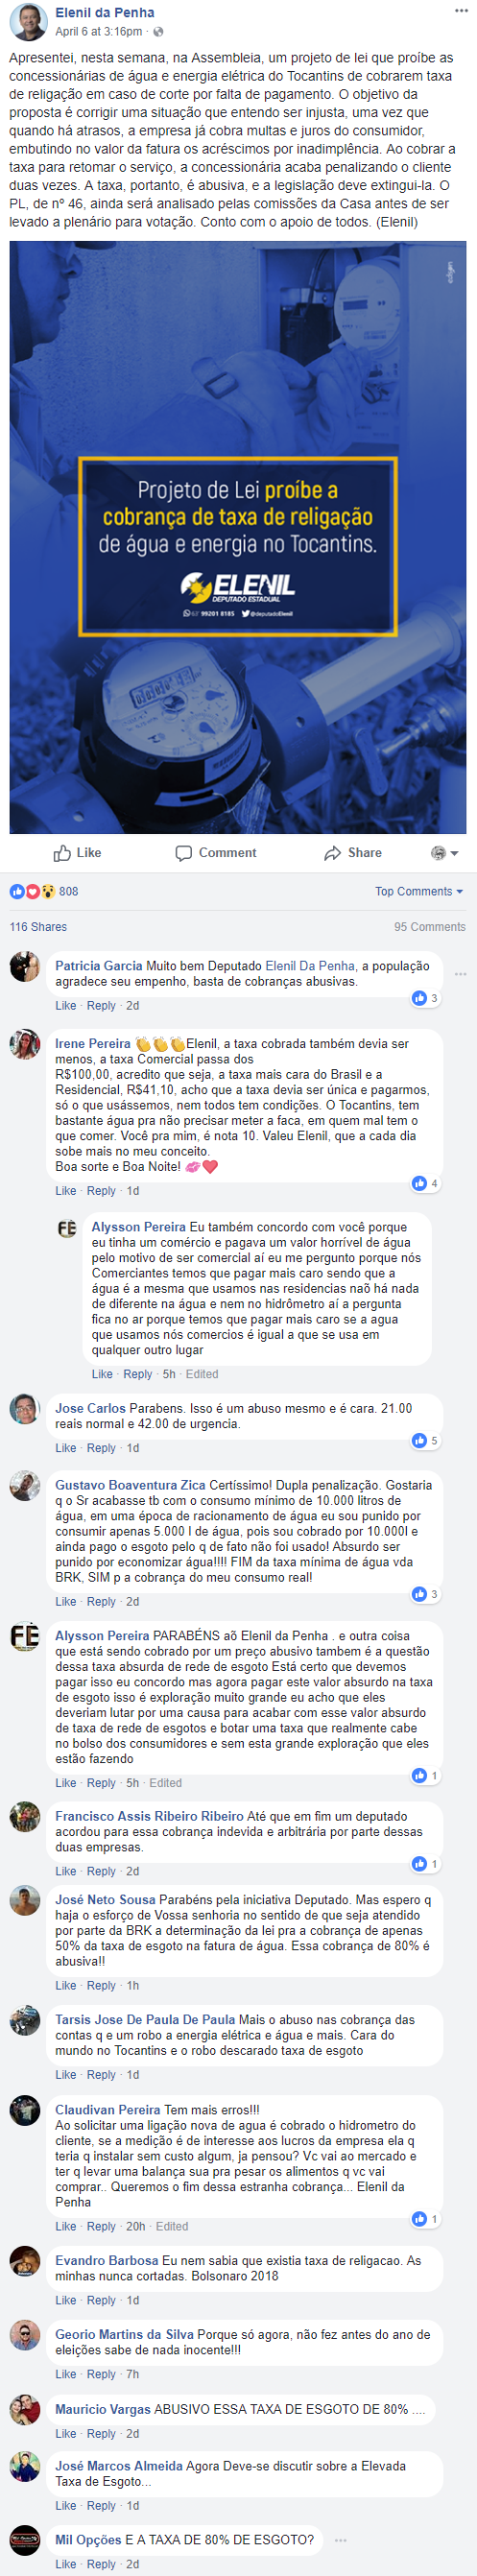 Elenil da Penha
April 6 at 3:16pm ·
Apresentei, nesta semana, na Assembleia, um projeto de lei que proíbe as
concessionárias de água e energia elétrica do Tocantins de cobrarem taxa
de religação em caso de corte por falta de pagamento. O objetivo da
proposta é corrigir uma situação que entendo ser injusta, uma vez que
quando há atrasos, a empresa já cobra multas e juros do consumidor,
embutindo no valor da fatura os acréscimos por inadimplência. Ao cobrar a
taxa para retomar o serviço, a concessionária acaba penalizando o cliente
duas vezes. A taxa, portanto, é abusiva, e a legislação deve extingui-la. O
PL, de nº 46, ainda será analisado pelas comissões da Casa antes de ser
levado a plenário para votação. Conto com o apoio de todos. (Elenil)
Projeto de Lei proíbe a
cobrança de taxa de religação
de água e energia no Tocantins.
ELENIL
DEPUTADO ESTADUAL
63 99201 8185 @deputadoElenil
Like Comment Share
808 Top Comments
116 Shares 95 Comments
Patricia Garcia Muito bem Deputado Elenil Da Penha, a população
agradece seu empenho, basta de cobranças abusivas.
3
Like · Reply · 2d
Irene Pereira 👏👏👏Elenil, a taxa cobrada também devia ser
menos, a taxa Comercial passa dos
R$100,00, acredito que seja, a taxa mais cara do Brasil e a
Residencial, R$41,10, acho que a taxa devia ser única e pagarmos,
só o que usássemos, nem todos tem condições. O Tocantins, tem
bastante água pra não precisar meter a faca, em quem mal tem o
que comer. Você pra mim, é nota 10. Valeu Elenil, que a cada dia
sobe mais no meu conceito.
Boa sorte e Boa Noite! 💋❤️
4
Like · Reply · 1d
FÉ
Alysson Pereira Eu também concordo com você porque
eu tinha um comércio e pagava um valor horrível de água
pelo motivo de ser comercial aí eu me pergunto porque nós
Comerciantes temos que pagar mais caro sendo que a
água é a mesma que usamos nas residencias naõ há nada
de diferente na água e nem no hidrômetro aí a pergunta
fica no ar porque temos que pagar mais caro se a agua
que usamos nós comercios é igual a que se usa em
qualquer outro lugar
Like · Reply · 5h · Edited
Jose Carlos Parabens. Isso é um abuso mesmo e é cara. 21.00
reais normal e 42.00 de urgencia.
5
Like · Reply · 1d
Gustavo Boaventura Zica Certíssimo! Dupla penalização. Gostaria
q o Sr acabasse tb com o consumo mínimo de 10.000 litros de
água, em uma época de racionamento de água eu sou punido por
consumir apenas 5.000 l de água, pois sou cobrado por 10.000l e
ainda pago o esgoto pelo q de fato não foi usado! Absurdo ser
punido por economizar água!!!! FIM da taxa mínima de água vda
BRK, SIM p a cobrança do meu consumo real!
3
Like · Reply · 2d
FÉ
Alysson Pereira PARABÉNS aõ Elenil da Penha . e outra coisa
que está sendo cobrado por um preço abusivo tambem é a questão
dessa taxa absurda de rede de esgoto Está certo que devemos
pagar isso eu concordo mas agora pagar este valor absurdo na taxa
de esgoto isso é exploração muito grande eu acho que eles
deveriam lutar por uma causa para acabar com esse valor absurdo
de taxa de rede de esgotos e botar uma taxa que realmente cabe
no bolso dos consumidores e sem esta grande exploração que eles
estão fazendo
1
Like · Reply · 5h · Edited
Francisco Assis Ribeiro Ribeiro Até que em fim um deputado
acordou para essa cobrança indevida e arbitrária por parte dessas
duas empresas.
1
Like · Reply · 2d
José Neto Sousa Parabéns pela iniciativa Deputado. Mas espero q
haja o esforço de Vossa senhoria no sentido de que seja atendido
por parte da BRK a determinação da lei pra a cobrança de apenas
50% da taxa de esgoto na fatura de água. Essa cobrança de 80% é
abusiva!!
Like · Reply · 1h
Tarsis Jose De Paula De Paula Mais o abuso nas cobrança das
contas q e um robo a energia elétrica e água e mais. Cara do
mundo no Tocantins e o robo descarado taxa de esgoto
Like · Reply · 1d
Claudivan Pereira Tem mais erros!!!
Ao solicitar uma ligação nova de agua é cobrado o hidrometro do
cliente, se a medição é de interesse aos lucros da empresa ela q
teria q instalar sem custo algum, ja pensou? Vc vai ao mercado e
ter q levar uma balança sua pra pesar os alimentos q vc vai
comprar.. Queremos o fim dessa estranha cobrança... Elenil da
Penha
1
Like · Reply · 20h · Edited
Evandro Barbosa Eu nem sabia que existia taxa de religacao. As
minhas nunca cortadas. Bolsonaro 2018
Like · Reply · 1d
Georio Martins da Silva Porque só agora, não fez antes do ano de
eleições sabe de nada inocente!!!
Like · Reply · 7h
Mauricio Vargas ABUSIVO ESSA TAXA DE ESGOTO DE 80% ....
Like · Reply · 2d
José Marcos Almeida Agora Deve-se discutir sobre a Elevada
Taxa de Esgoto...
Like · Reply · 1d
Mil Opções E A TAXA DE 80% DE ESGOTO?
Like · Reply · 2d